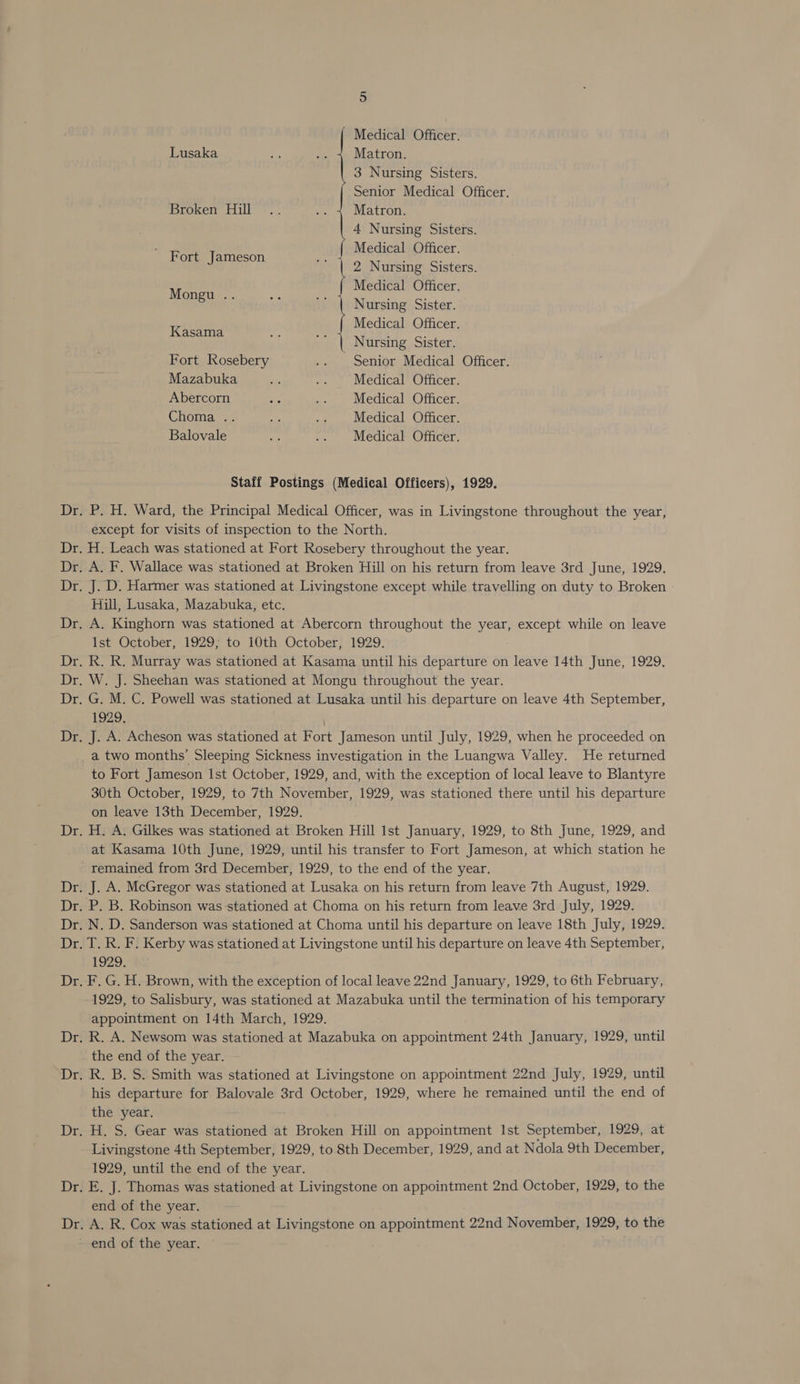 5
Medical Officer.
Lusaka .. .. { Matron.
3 Nursing Sisters.
Senior Medical Officer.
Broken Hill .. .. { Matron.
4 Nursing Sisters.
Fort Jameson .. { Medical Officer.
2 Nursing Sisters.
Mongu .. .. .. { Medical Officer.
Nursing Sister.
Kasama .. .. { Medical Officer.
Nursing Sister.
Fort Rosebery .. Senior Medical Officer.
Mazabuka .. .. Medical Officer.
Abercorn .. .. Medical Officer.
Choma .. .. .. Medical Officer.
Balovale .. .. Medical Officer.
Staff Postings (Medical Officers), 1929.
Dr. P. H. Ward, the Principal Medical Officer, was in Livingstone throughout the year,
except for visits of inspection to the North.
Dr. H. Leach was stationed at Fort Rosebery throughout the year.
Dr. A. F. Wallace was stationed at Broken Hill on his return from leave 3rd June, 1929.
Dr. J. D. Harmer was stationed at Livingstone except while travelling on duty to Broken
Hill, Lusaka, Mazabuka, etc.
Dr. A. Kinghorn was stationed at Abercorn throughout the year, except while on leave
1st October, 1929, to 10th October, 1929.
Dr. R. R. Murray was stationed at Kasama until his departure on leave 14th June, 1929.
Dr. W. J. Sheehan was stationed at Mongu throughout the year.
Dr. G. M. C. Powell was stationed at Lusaka until his departure on leave 4th September,
1929.
Dr. J. A. Acheson was stationed at Fort Jameson until July, 1929, when he proceeded on
a two months' Sleeping Sickness investigation in the Luangwa Valley. He returned
to Fort Jameson 1st October, 1929, and, with the exception of local leave to Blantyre
30th October, 1929, to 7th November, 1929, was stationed there until his departure
on leave 13th December, 1929.
Dr. H. A. Gilkes was stationed at Broken Hill 1st January, 1929, to 8th June, 1929, and
at Kasama 10th June, 1929, until his transfer to Fort Jameson, at which station he
remained from 3rd December, 1929, to the end of the year.
Dr. J. A. McGregor was stationed at Lusaka on his return from leave 7th August, 1929.
Dr. P. B. Robinson was stationed at Choma on his return from leave 3rd July, 1929.
Dr. N. D. Sanderson was stationed at Choma until his departure on leave 18th July, 1929.
Dr. T. R. F. Kerby was stationed at Livingstone until his departure on leave 4th September,
1929.
Dr. F. G. H. Brown, with the exception of local leave 22nd January, 1929, to 6th February,
1929, to Salisbury, was stationed at Mazabuka until the termination of his temporary
appointment on 14th March, 1929.
Dr. R. A. Newsom was stationed at Mazabuka on appointment 24th January, 1929, until
the end of the year.
Dr. R. B. S. Smith was stationed at Livingstone on appointment 22nd July, 1929, until
his departure for Balovale 3rd October, 1929, where he remained until the end of
the year.
Dr. H. S. Gear was stationed at Broken Hill on appointment 1st September, 1929, at
Livingstone 4th September, 1929, to 8th December, 1929, and at Ndola 9th December,
1929, until the end of the year.
Dr. E. J. Thomas was stationed at Livingstone on appointment 2nd October, 1929, to the
end of the year.
Dr. A. R. Cox was stationed at Livingstone on appointment 22nd November, 1929, to the
end of the year.